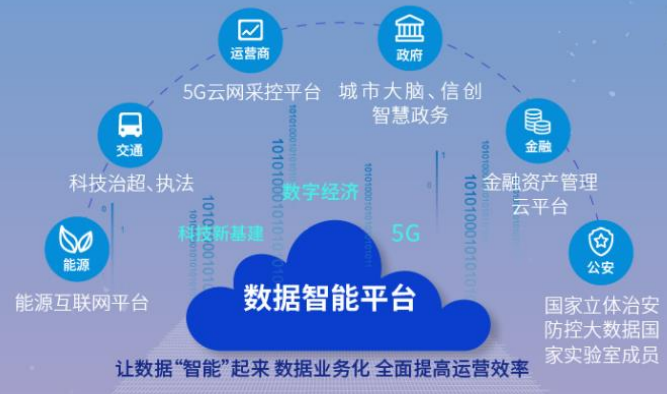 运营商
5G云网采控平台
政府
城市大脑、信创
智慧政务
交通
科技治超、执法
金融
金融资产管理
云平台
能源
能源互联网平台
公安
国家立体治安
防控大数据国
家实验室成员
数字经济
科技新基建
5G
数据智能平台
让数据“智能”起来 数据业务化 全面提高运营效率